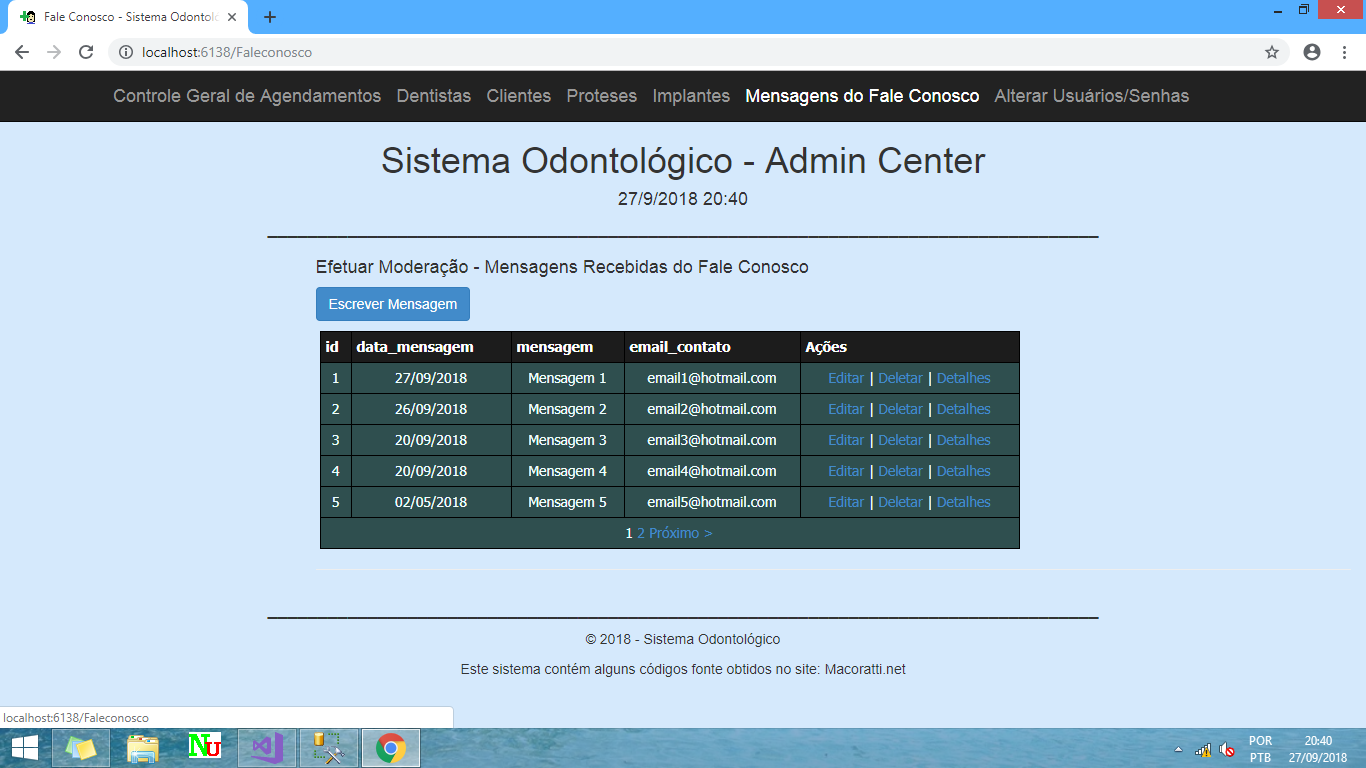 Fale Conosco - Sistema Odontoló
localhost:6138/Faleconosco
Controle Geral de Agendamentos Dentistas Clientes Proteses Implantes Mensagens do Fale Conosco Alterar Usuários/Senhas
Sistema Odontológico - Admin Center
27/9/2018 20:40
Efetuar Moderação - Mensagens Recebidas do Fale Conosco
Escrever Mensagem
id data_mensagem mensagem email_contato Ações
1 27/09/2018 Mensagem 1 email1@hotmail.com Editar | Deletar | Detalhes
2 26/09/2018 Mensagem 2 email2@hotmail.com Editar | Deletar | Detalhes
3 20/09/2018 Mensagem 3 email3@hotmail.com Editar | Deletar | Detalhes
4 20/09/2018 Mensagem 4 email4@hotmail.com Editar | Deletar | Detalhes
5 02/05/2018 Mensagem 5 email5@hotmail.com Editar | Deletar | Detalhes
1 2 Próximo >
© 2018 - Sistema Odontológico
Este sistema contém alguns códigos fonte obtidos no site: Macoratti.net
localhost:6138/Faleconosco
NU
POR 20:40
PTB 27/09/2018